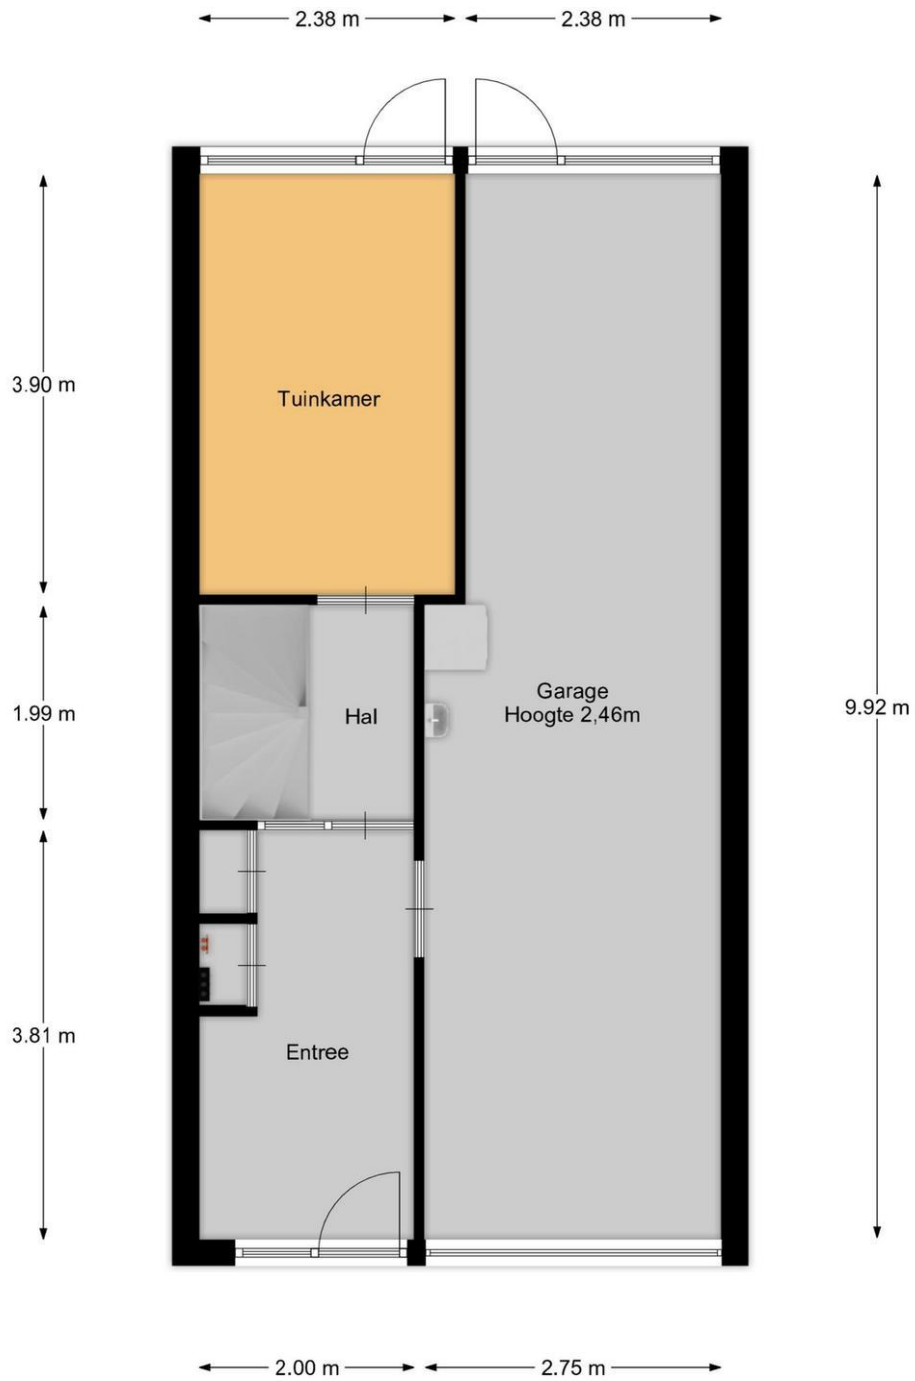 2.38 m
2.38 m
3.90 m
Tuinkamer
1.99 m
Hal
Garage
Hoogte 2,46m
9.92 m
3.81 m
Entree
2.00 m
2.75 m